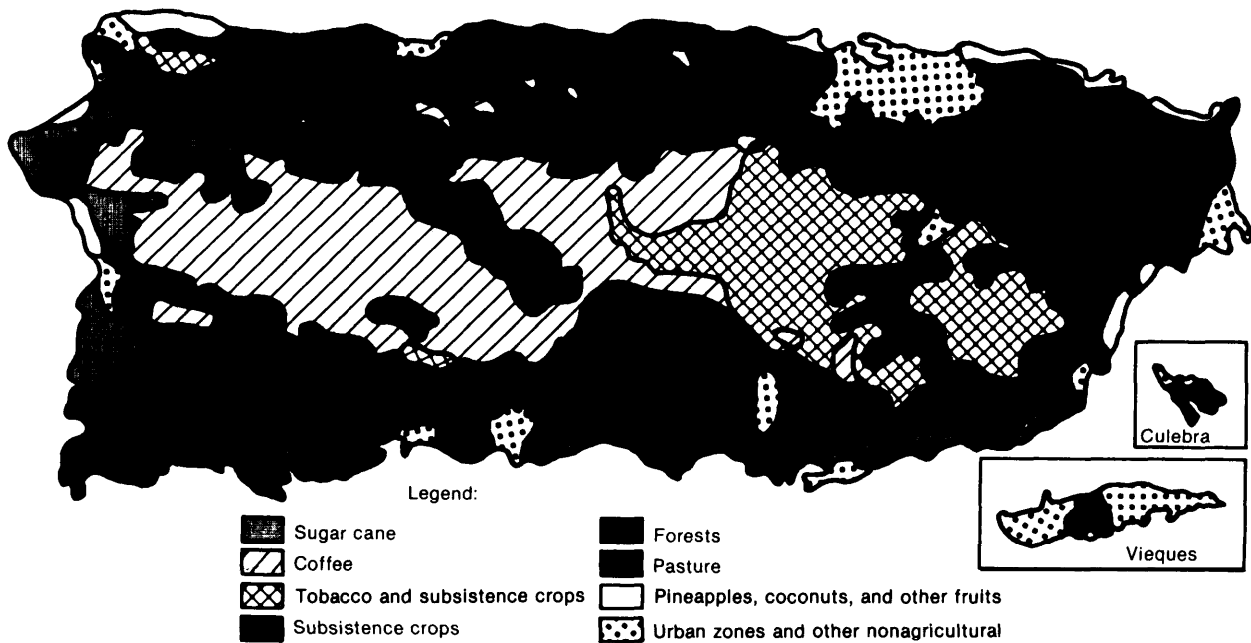 Culebra
Vieques
Legend:
Sugar cane
Coffee
Tobacco and subsistence crops
Subsistence crops
Forests
Pasture
Pineapples, coconuts, and other fruits
Urban zones and other nonagricultural